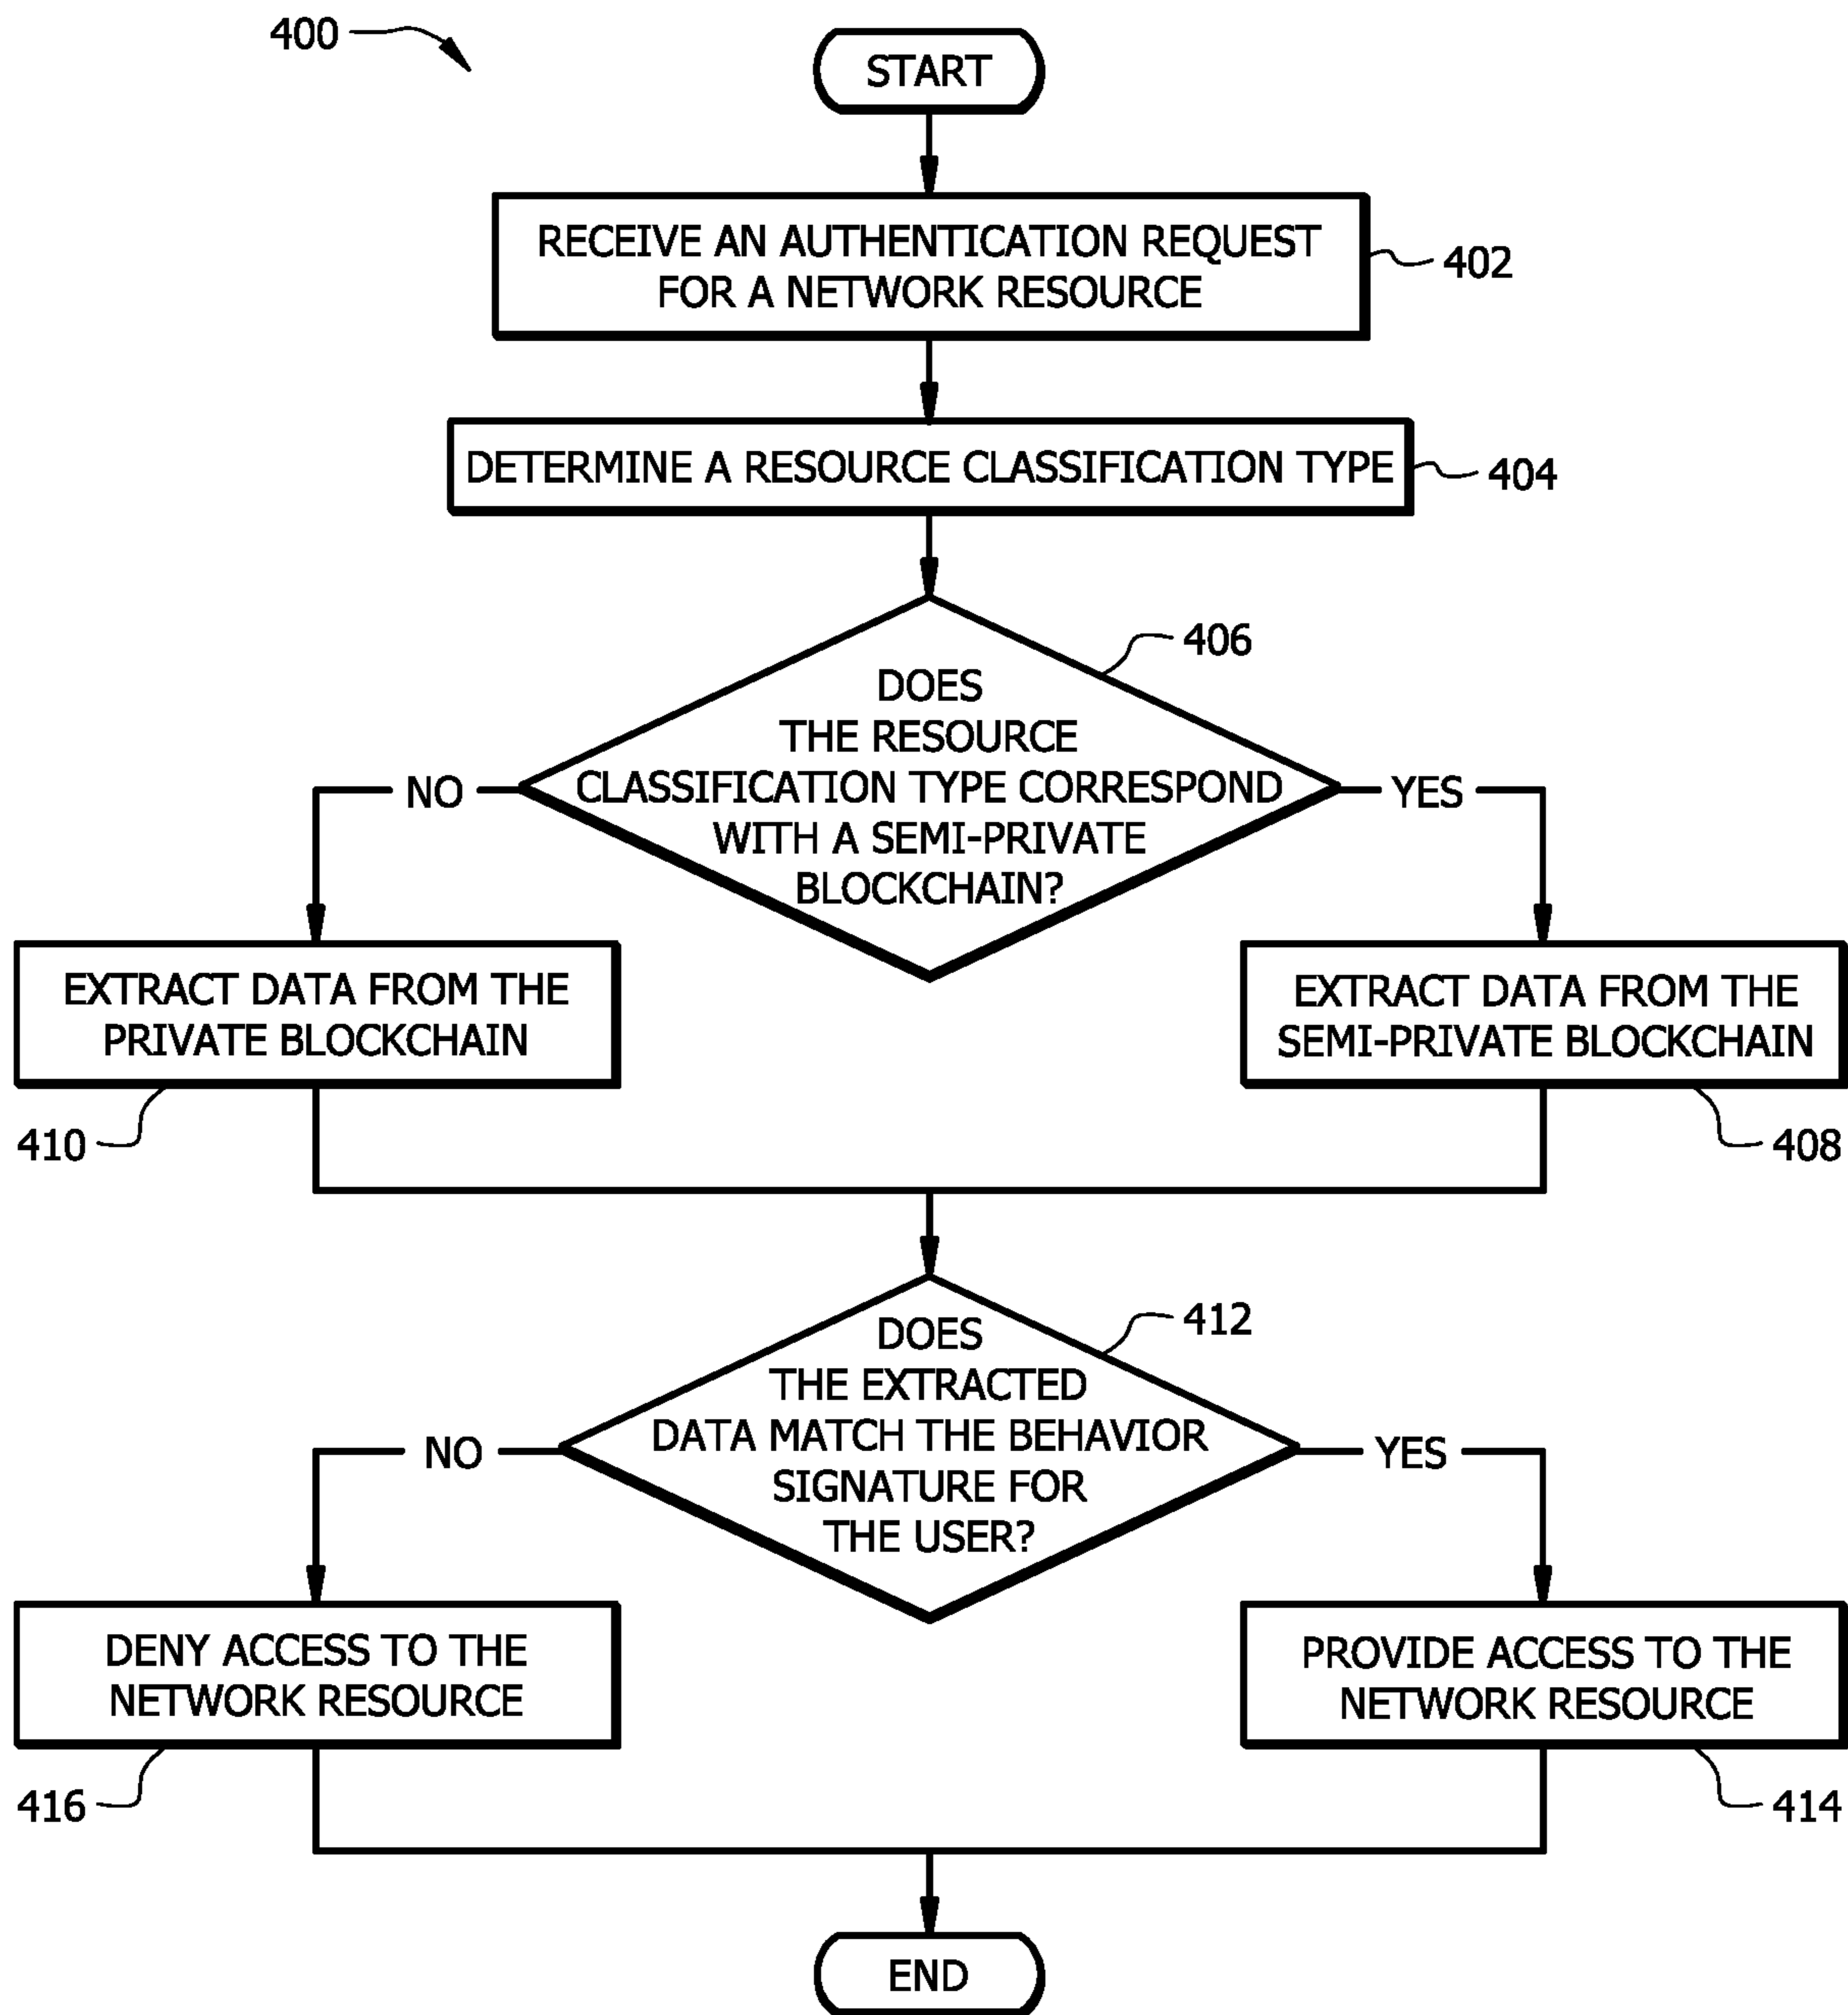 400
START
RECEIVE AN AUTHENTICATION REQUEST
FOR A NETWORK RESOURCE
402
DETERMINE A RESOURCE CLASSIFICATION TYPE
404
406
DOES
THE RESOURCE
CLASSIFICATION TYPE CORRESPOND
WITH A SEMI-PRIVATE
BLOCKCHAIN?
NO
YES
EXTRACT DATA FROM THE
PRIVATE BLOCKCHAIN
410
EXTRACT DATA FROM THE
SEMI-PRIVATE BLOCKCHAIN
408
412
DOES
THE EXTRACTED
DATA MATCH THE BEHAVIOR
SIGNATURE FOR
THE USER?
NO
YES
DENY ACCESS TO THE
NETWORK RESOURCE
416
PROVIDE ACCESS TO THE
NETWORK RESOURCE
414
END